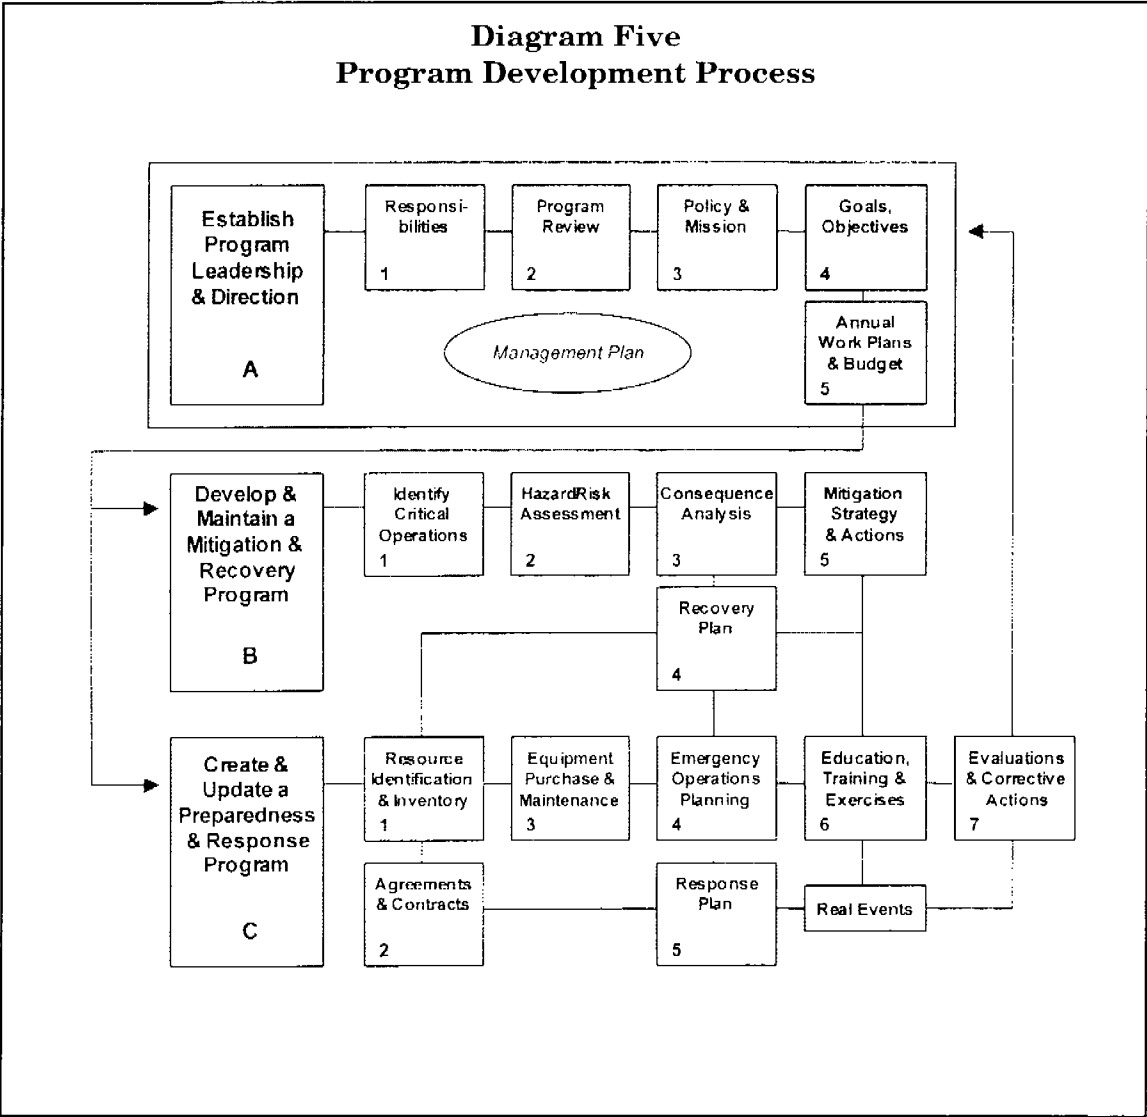 Diagram Five
Program Development Process
Establish
Program
Leadership
& Direction
A
Responsi-
bilities
1
Program
Review
2
Policy &
Mission
3
Goals,
Objectives
4
Annual
Work Plans
& Budget
5
Management Plan
Develop &
Maintain a
Mitigation &
Recovery
Program
B
Identify
Critical
Operations
1
Hazard/Risk
Assessment
2
Consequence
Analysis
3
Mitigation
Strategy
& Actions
5
Recovery
Plan
4
Create &
Update a
Preparedness
& Response
Program
C
Resource
Identification
& Inventory
1
Equipment
Purchase &
Maintenance
3
Emergency
Operations
Planning
4
Education,
Training &
Exercises
6
Evaluations
& Corrective
Actions
7
Agreements
& Contracts
2
Response
Plan
5
Real Events